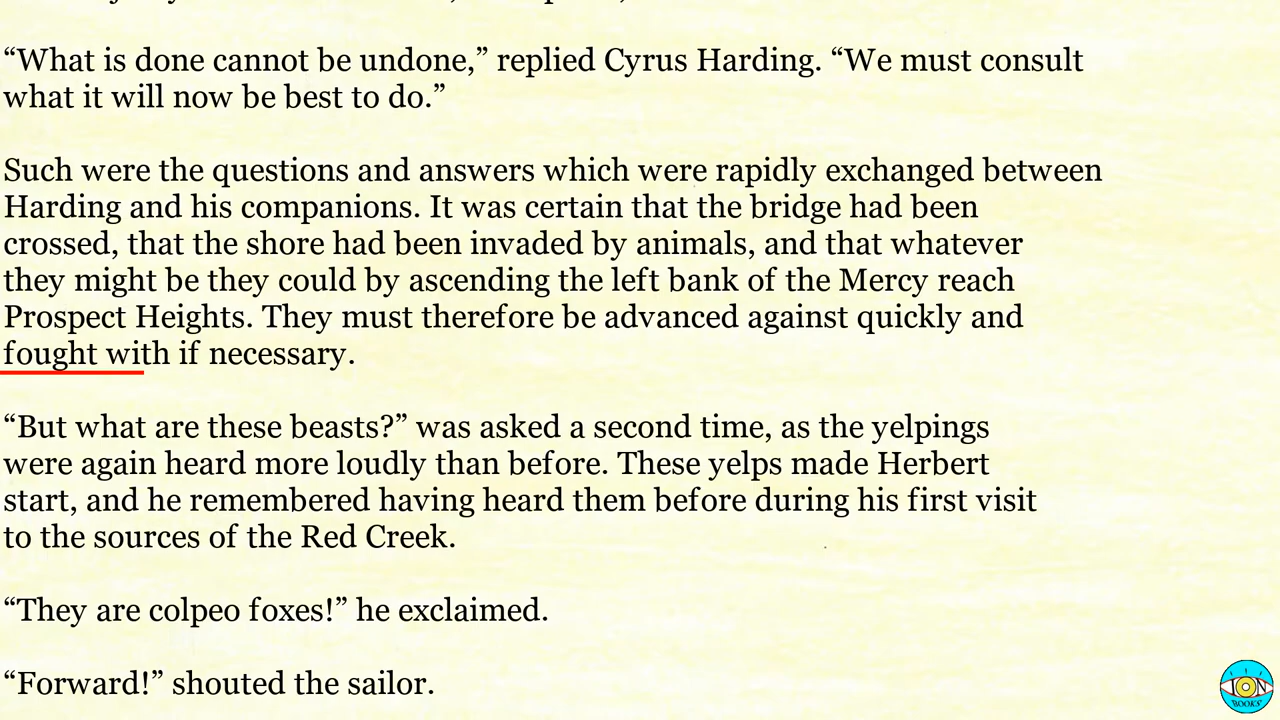 “What is done cannot be undone,” replied Cyrus Harding. “We must consult
what it will now be best to do.”
Such were the questions and answers which were rapidly exchanged between
Harding and his companions. It was certain that the bridge had been
crossed, that the shore had been invaded by animals, and that whatever
they might be they could by ascending the left bank of the Mercy reach
Prospect Heights. They must therefore be advanced against quickly and
fought with if necessary.
“But what are these beasts?” was asked a second time, as the yelpings
were again heard more loudly than before. These yelps made Herbert
start, and he remembered having heard them before during his first visit
to the sources of the Red Creek.
“They are colpeo foxes!” he exclaimed.
“Forward!” shouted the sailor.
ION
BOOKS